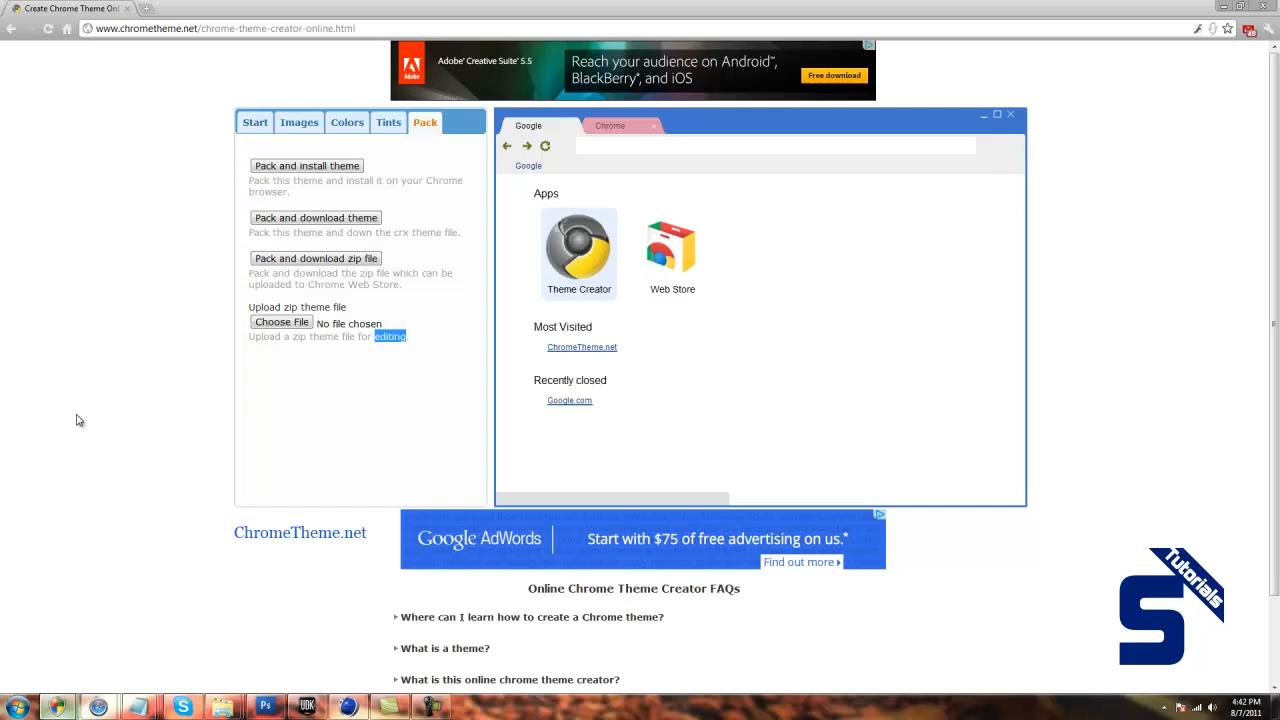 Create Chrome Theme Onl
www.chrometheme.net/chrome-theme-creator-online.html
49
Adobe
Adobe® Creative Suite® 5.5
Reach your audience on Android™,
BlackBerry®, and iOS
Free download
Start
Images
Colors
Tints
Pack
Pack and install theme
Pack this theme and install it on your Chrome
browser.
Pack and download theme
Pack this theme and down the crx theme file.
Pack and download zip file
Pack and download the zip file which can be
uploaded to Chrome Web Store.
Upload zip theme file
Choose File No file chosen
Upload a zip theme file for editing.
Google
Chrome
Google
Apps
Theme Creator
Web Store
Most Visited
ChromeTheme.net
Recently closed
Google.com
ChromeTheme.net
Google AdWords
Start with $75 of free advertising on us.*
Find out more
Online Chrome Theme Creator FAQs
Where can I learn how to create a Chrome theme?
What is a theme?
What is this online chrome theme creator?
S
Tutorials
S
Ps
UDK
4:42 PM
8/7/2011